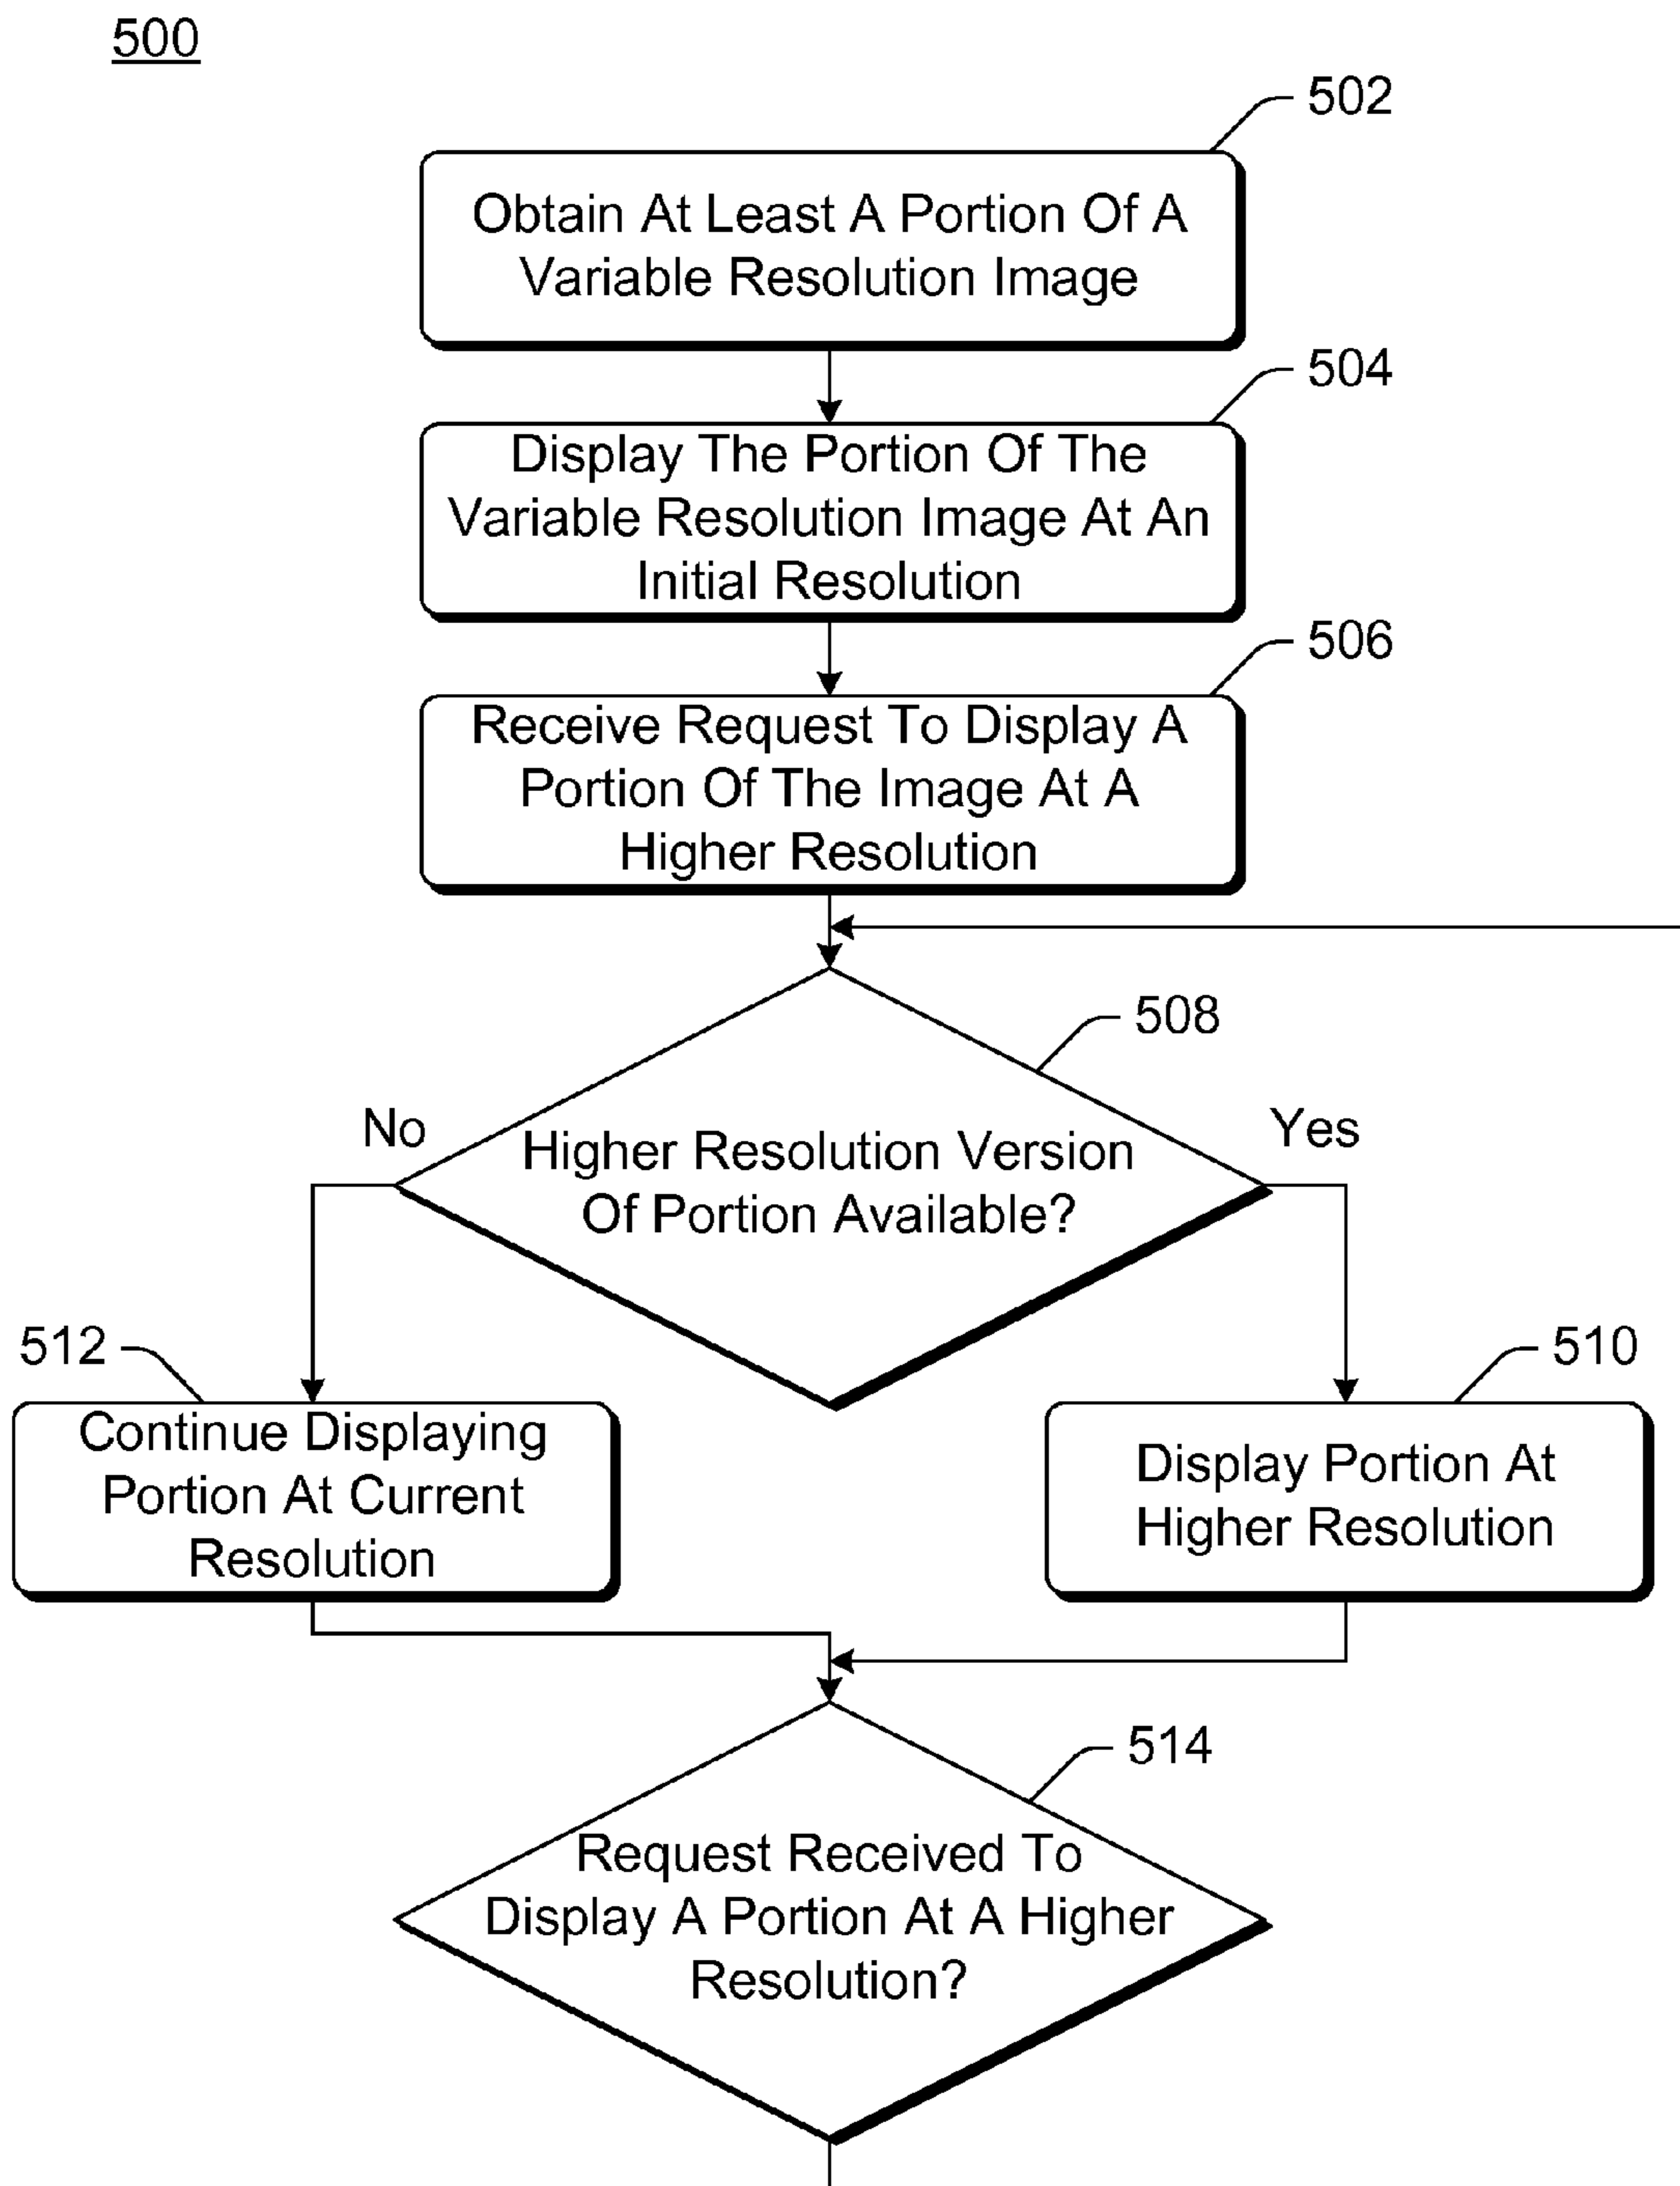 500
502
Obtain At Least A Portion Of A
Variable Resolution Image
504
Display The Portion Of The
Variable Resolution Image At An
Initial Resolution
506
Receive Request To Display A
Portion Of The Image At A
Higher Resolution
508
No
Yes
Higher Resolution Version
Of Portion Available?
512
510
Continue Displaying
Portion At Current
Resolution
Display Portion At
Higher Resolution
514
Request Received To
Display A Portion At A Higher
Resolution?